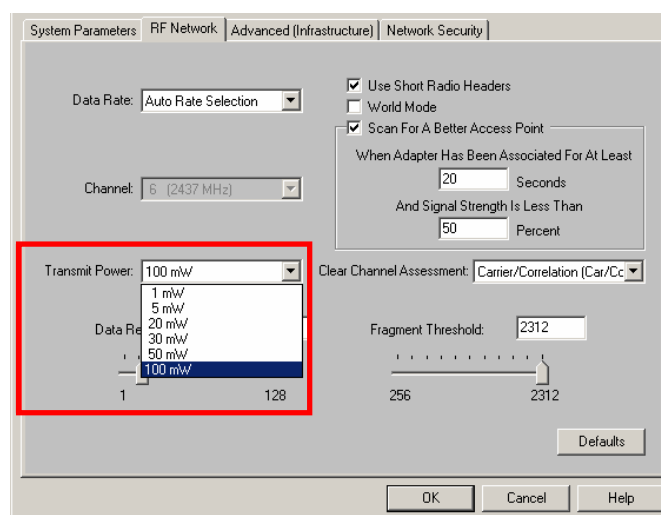 System Parameters RF Network Advanced (Infrastructure) Network Security
Data Rate: Auto Rate Selection
Use Short Radio Headers
World Mode
Scan For A Better Access Point
When Adapter Has Been Associated For At Least
20 Seconds
And Signal Strength Is Less Than
50 Percent
Channel: 6 (2437 MHz)
Transmit Power: 100 mW
1 mW
5 mW
20 mW
30 mW
50 mW
100 mW
Clear Channel Assessment: Carrier/Correlation (Car/Cc
Data Re
1 128
Fragment Threshold: 2312
256 2312
Defaults
OK Cancel Help